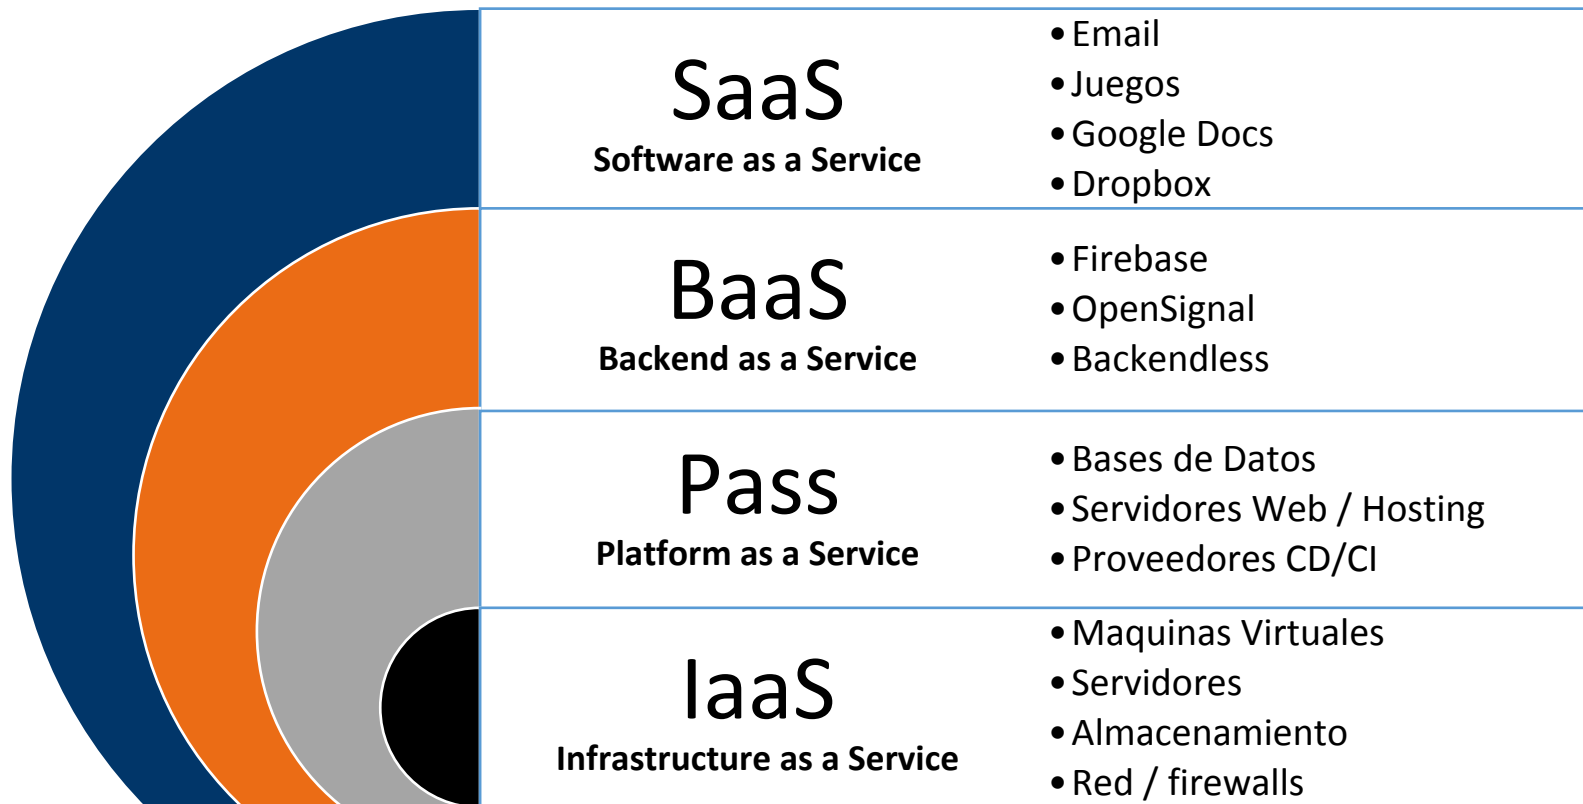 SaaS
Software as a Service
• Email
• Juegos
• Google Docs
• Dropbox
BaaS
Backend as a Service
• Firebase
• OpenSignal
• Backendless
Pass
Platform as a Service
• Bases de Datos
• Servidores Web / Hosting
• Proveedores CD/CI
IaaS
Infrastructure as a Service
• Maquinas Virtuales
• Servidores
• Almacenamiento
• Red / firewalls